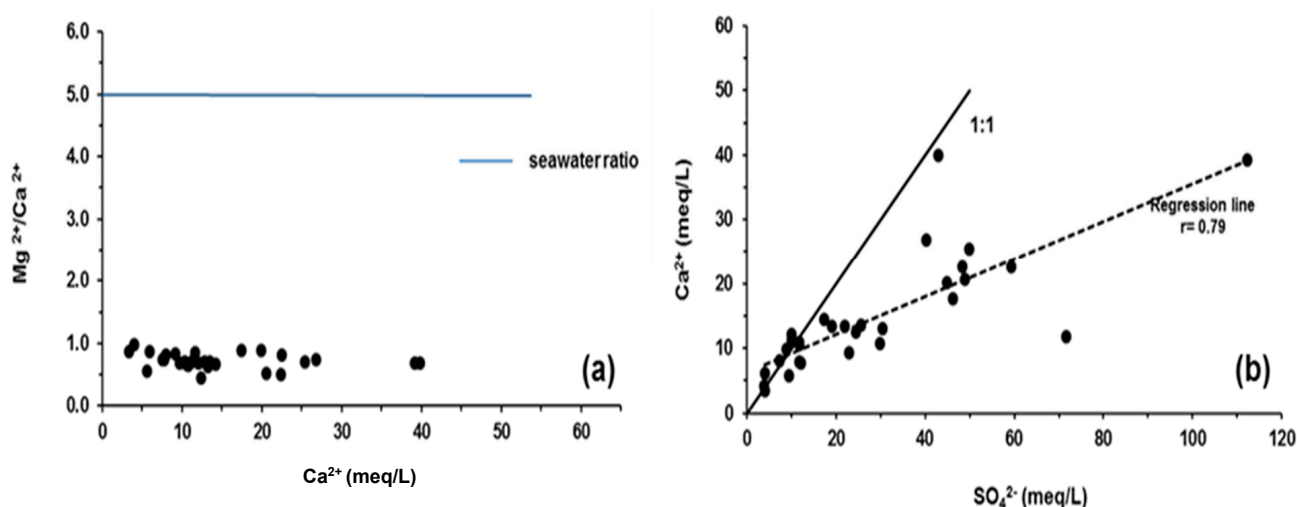 6.0
5.0
4.0
3.0
2.0
1.0
0.0
Mg ²⁺/Ca ²⁺
seawater ratio
(a)
0 10 20 30 40 50 60
Ca²⁺ (meq/L)
60
50
40
30
20
10
0
Ca²⁺ (meq/L)
1:1
Regression line
r= 0.79
(b)
0 20 40 60 80 100 120
SO₄²⁻ (meq/L)